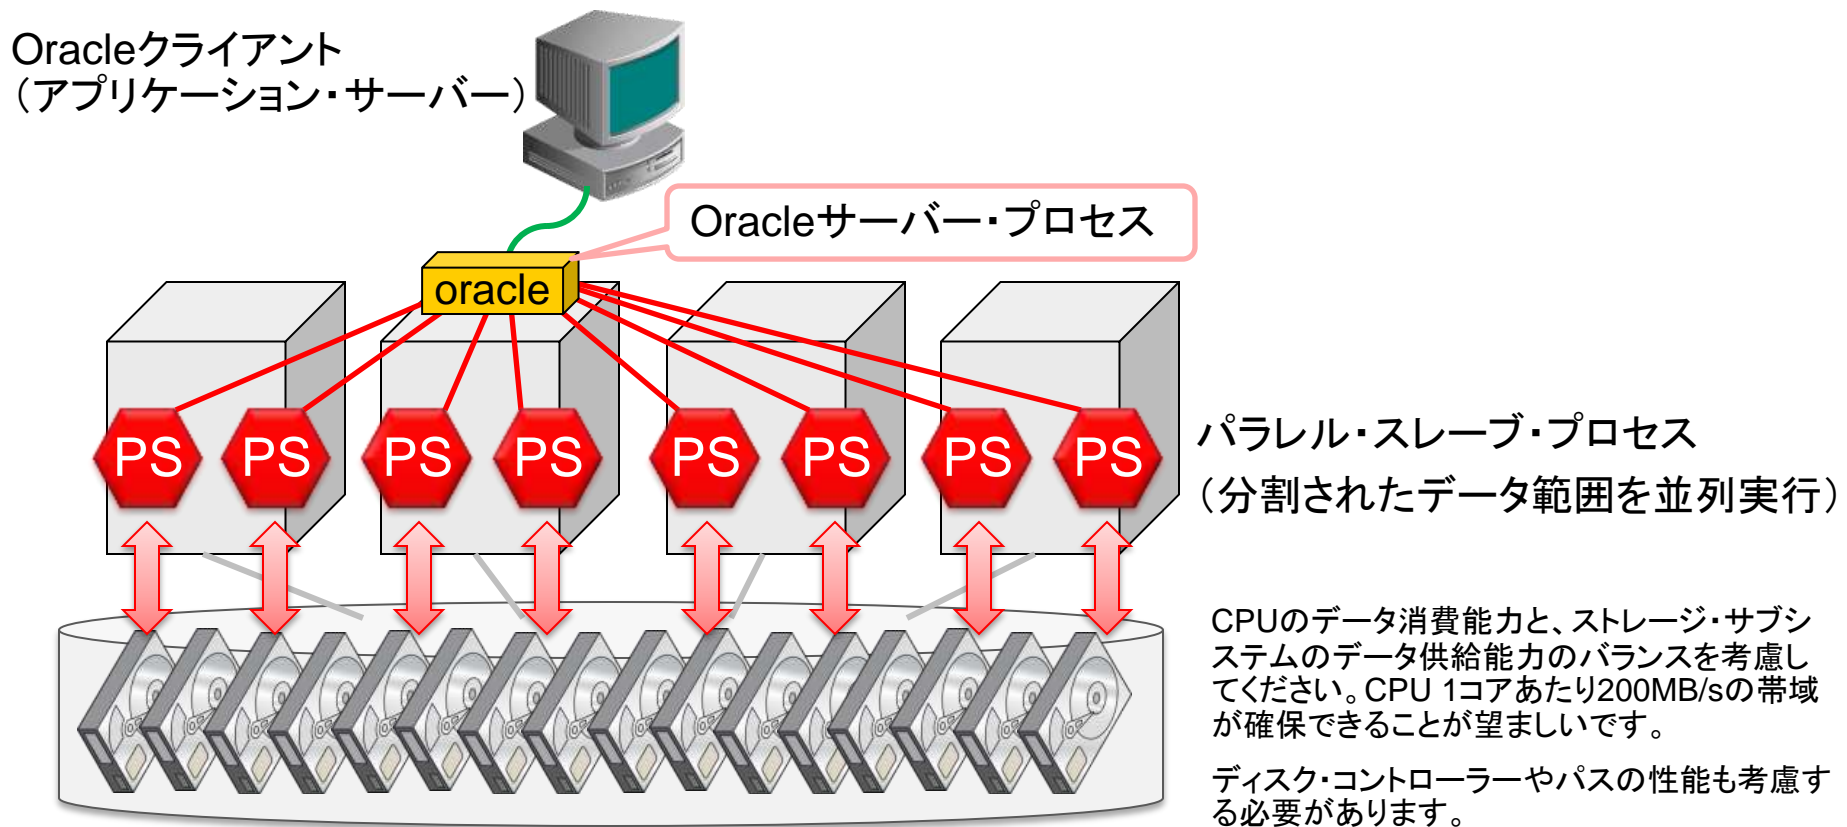 Oracleクライアント
（アプリケーション・サーバー）
Oracleサーバー・プロセス
oracle
PS PS PS PS PS PS PS PS
パラレル・スレーブ・プロセス
（分割されたデータ範囲を並列実行）
CPUのデータ消費能力と、ストレージ・サブシ
ステムのデータ供給能力のバランスを考慮し
てください。CPU 1コアあたり200MB/sの帯域
が確保できることが望ましいです。
ディスク・コントローラーやパスの性能も考慮す
る必要があります。